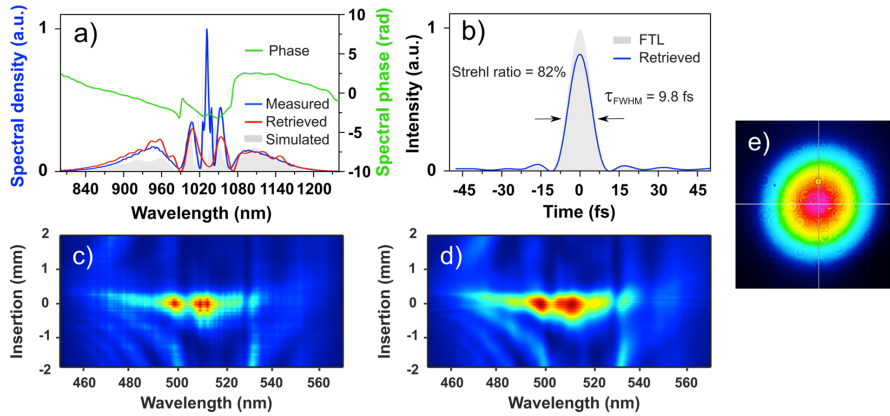 a)
Spectral density (a.u.)
1
0
10
5
0
-5
-10
Spectral phase (rad)
Phase
Measured
Retrieved
Simulated
840 900 960 1020 1080 1140 1200
Wavelength (nm)
b)
Intensity (a.u.)
1
0
FTL
Retrieved
Strehl ratio = 82%
τFWHM = 9.8 fs
-45 -30 -15 0 15 30 45
Time (fs)
c)
Insertion (mm)
2
1
0
-1
-2
460 480 500 520 540 560
Wavelength (nm)
d)
Insertion (mm)
2
1
0
-1
-2
460 480 500 520 540 560
Wavelength (nm)
e)